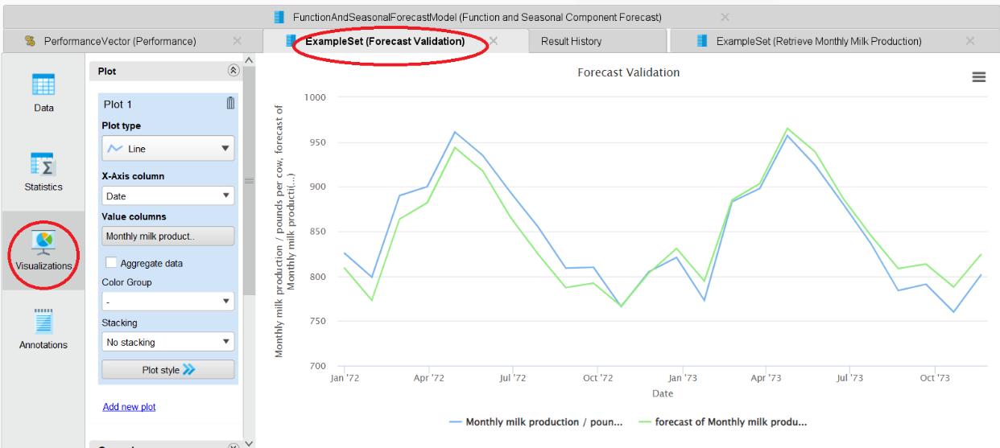 FunctionAndSeasonalForecastModel (Function and Seasonal Component Forecast)
PerformanceVector (Performance)
ExampleSet (Forecast Validation)
Result History
ExampleSet (Retrieve Monthly Milk Production)
Data
Statistics
Visualizations
Annotations
Plot
Plot 1
Plot type
Line
X-Axis column
Date
Value columns
Monthly milk product..
Aggregate data
Color Group
-
Stacking
No stacking
Plot style
Add new plot
Forecast Validation
Monthly milk production / pounds per cow, forecast of
Monthly milk producti(...)
1000
950
900
850
800
750
700
Jan '72
Apr '72
Jul '72
Oct '72
Jan '73
Apr '73
Jul '73
Oct '73
Date
Monthly milk production / poun...
forecast of Monthly milk produ...